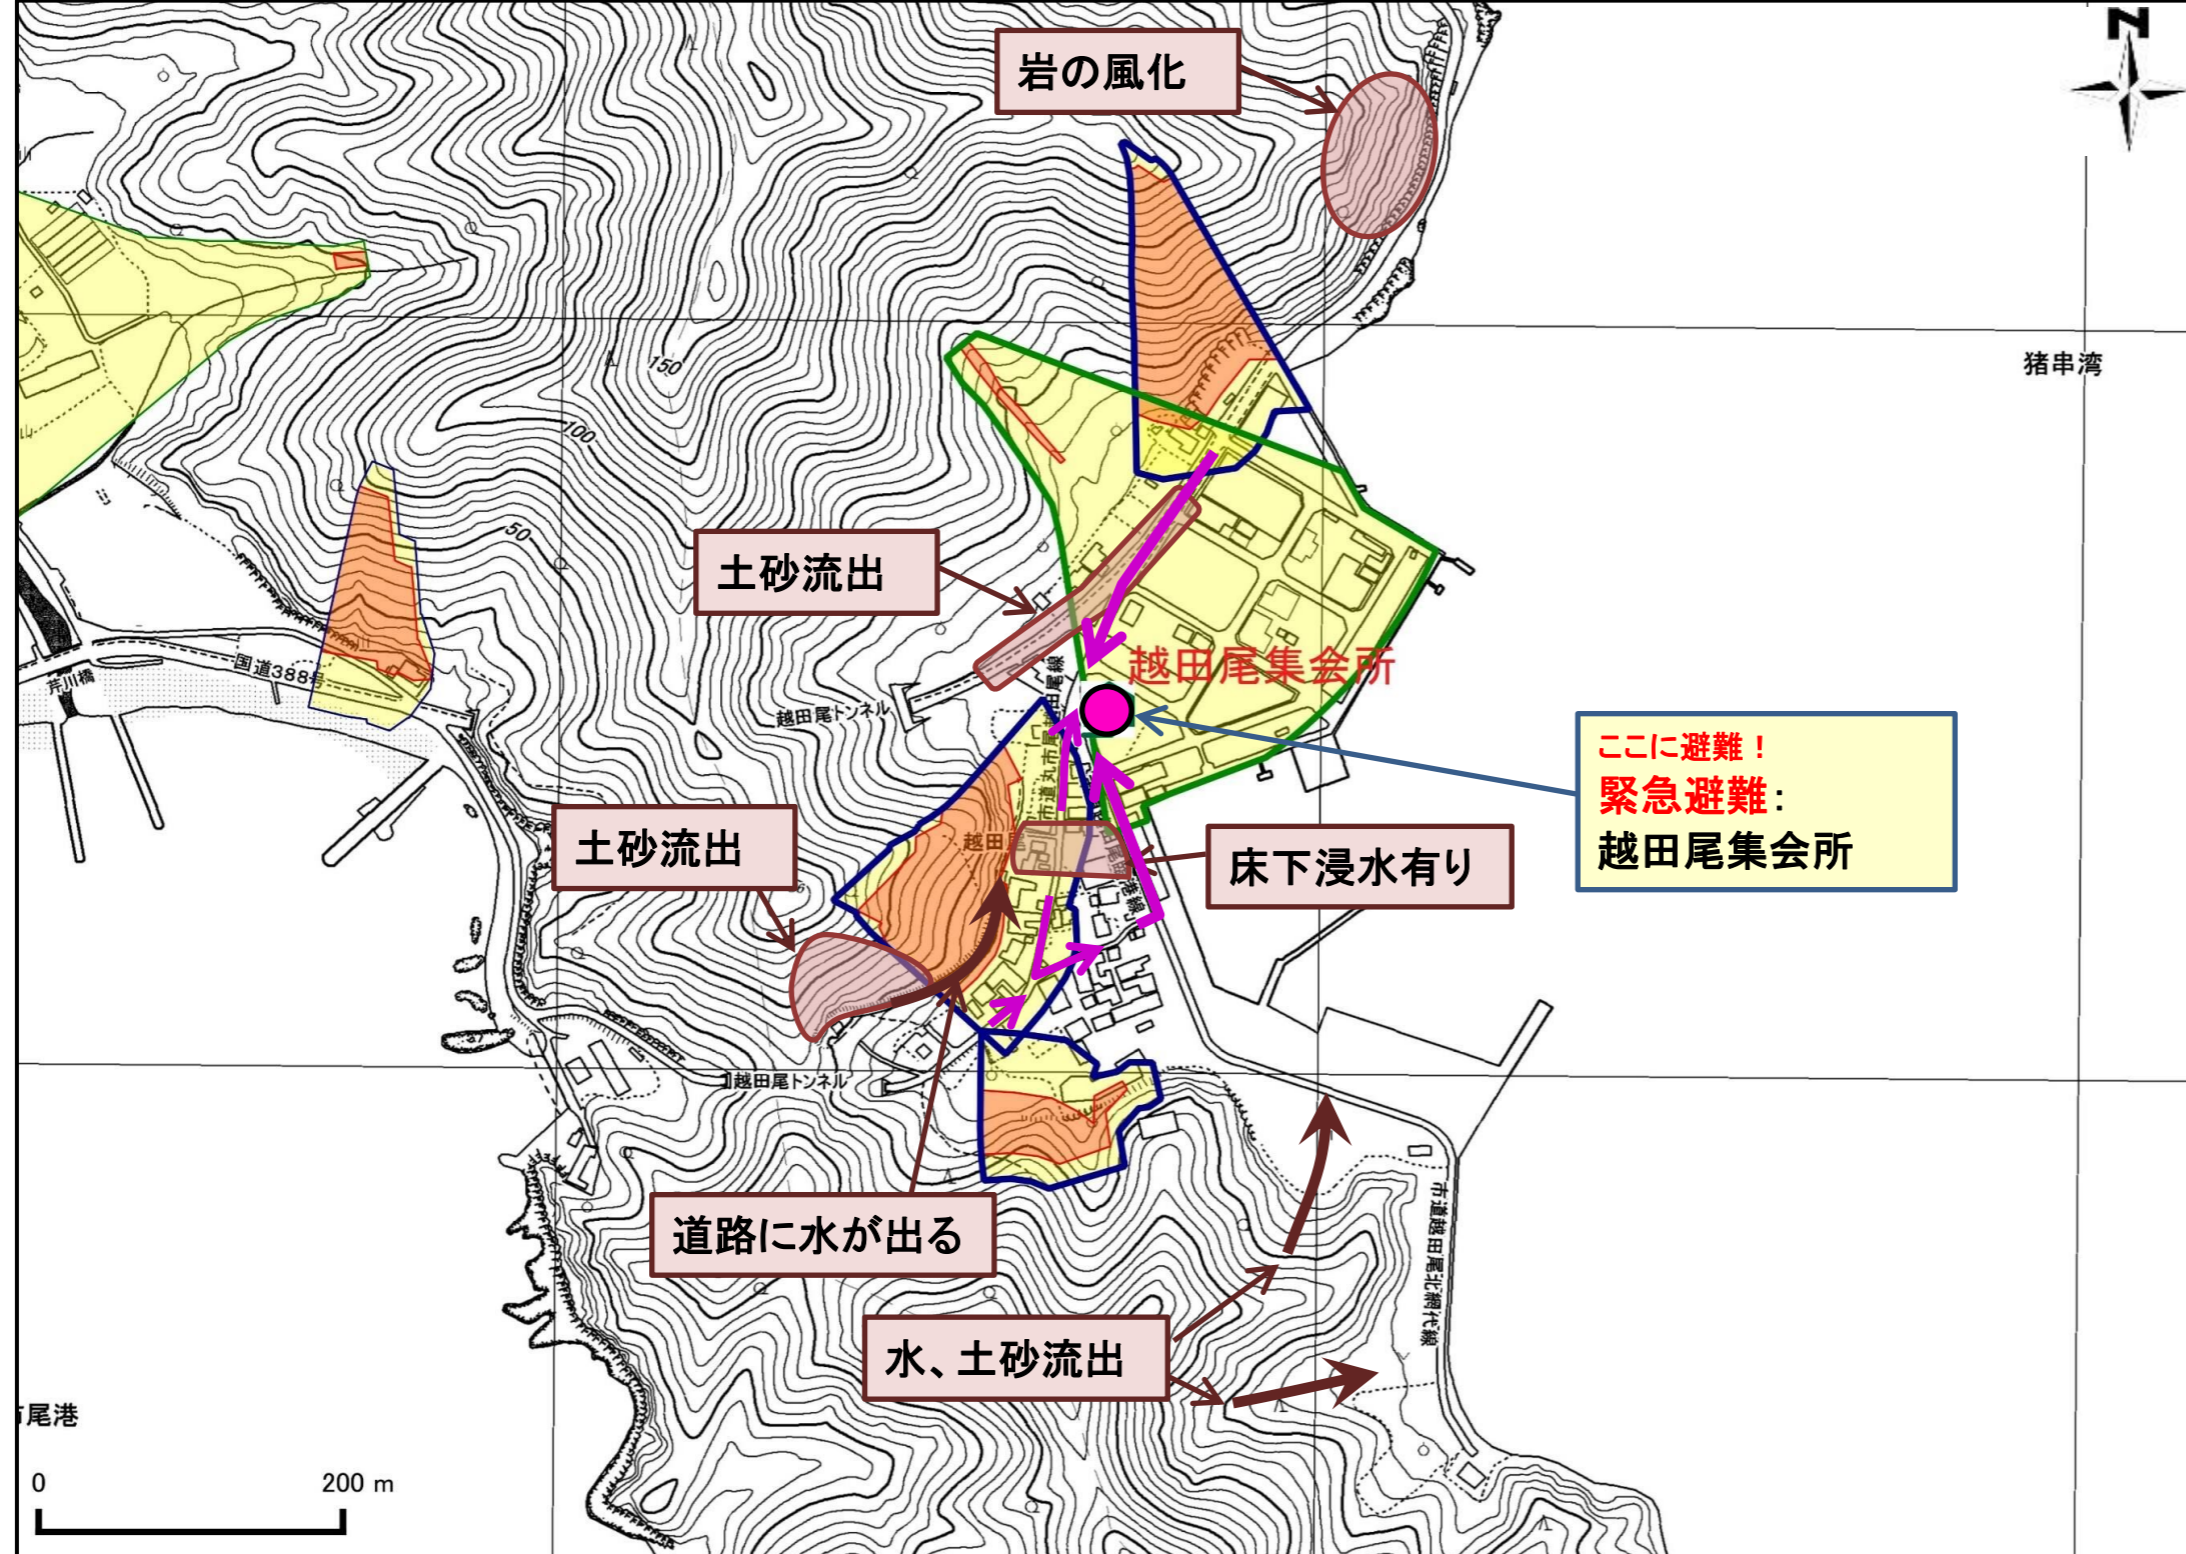 N
岩の風化
猪串湾
150
100
50
土砂流出
国道388号
芹川橋
越田尾集会所
越田尾トンネル
ここに避難！
緊急避難：
越田尾集会所
土砂流出
床下浸水有り
越田尾トンネル
道路に水が出る
市道越田尾北網代線
水、土砂流出
尾港
0 200 m